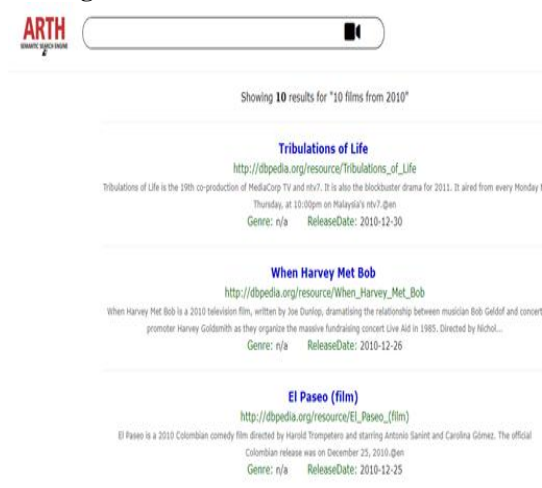 ARTH
SEMANTIC SEARCH ENGINE
Showing 10 results for "10 films from 2010"
Tribulations of Life
http://dbpedia.org/resource/Tribulations_of_Life
Tribulations of Life is the 19th co-production of MediaCorp TV and ntv7. It is also the blockbuster drama for 2011. It aired from every Monday
Thursday, at 10:00pm on Malaysia's ntv7.@en
Genre: n/a ReleaseDate: 2010-12-30
When Harvey Met Bob
http://dbpedia.org/resource/When_Harvey_Met_Bob
When Harvey Met Bob is a 2010 television film, written by Joe Dunlop, dramatising the relationship between musician Bob Geldof and concert
promoter Harvey Goldsmith as they organize the massive fundraising concert Live Aid in 1985. Directed by Nichol...
Genre: n/a ReleaseDate: 2010-12-26
El Paseo (film)
http://dbpedia.org/resource/El_Paseo_(film)
El Paseo is a 2010 Colombian comedy film directed by Harold Trompetero and starring Antonio Sanint and Carolina Gómez. The official
Colombian release was on December 25, 2010.@en
Genre: n/a ReleaseDate: 2010-12-25